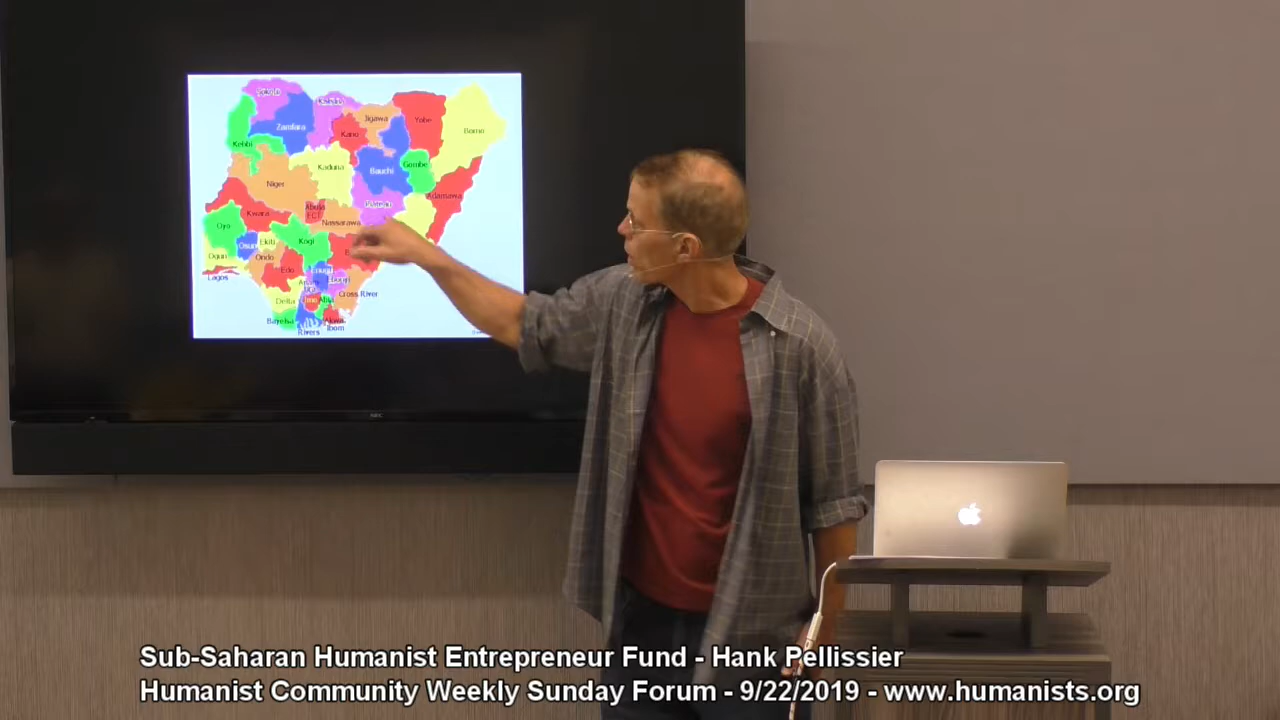 Sokoto
Katsina
Jigawa
Yobe
Borno
Zamfara
Kano
Kebbi
Kaduna
Bauchi
Gombe
Niger
Adamawa
Plateau
Abuja
FCT
Kwara
Nassarawa
Oyo
Kogi
Osun
Ekiti
Ogun
Ondo
Edo
Enugu
Lagos
Ebonyi
Cross River
Delta
Imo
Abia
Bayelsa
Akwa
Ibom
Rivers
NEC
Sub-Saharan Humanist Entrepreneur Fund - Hank Pellissier
Humanist Community Weekly Sunday Forum - 9/22/2019 - www.humanists.org